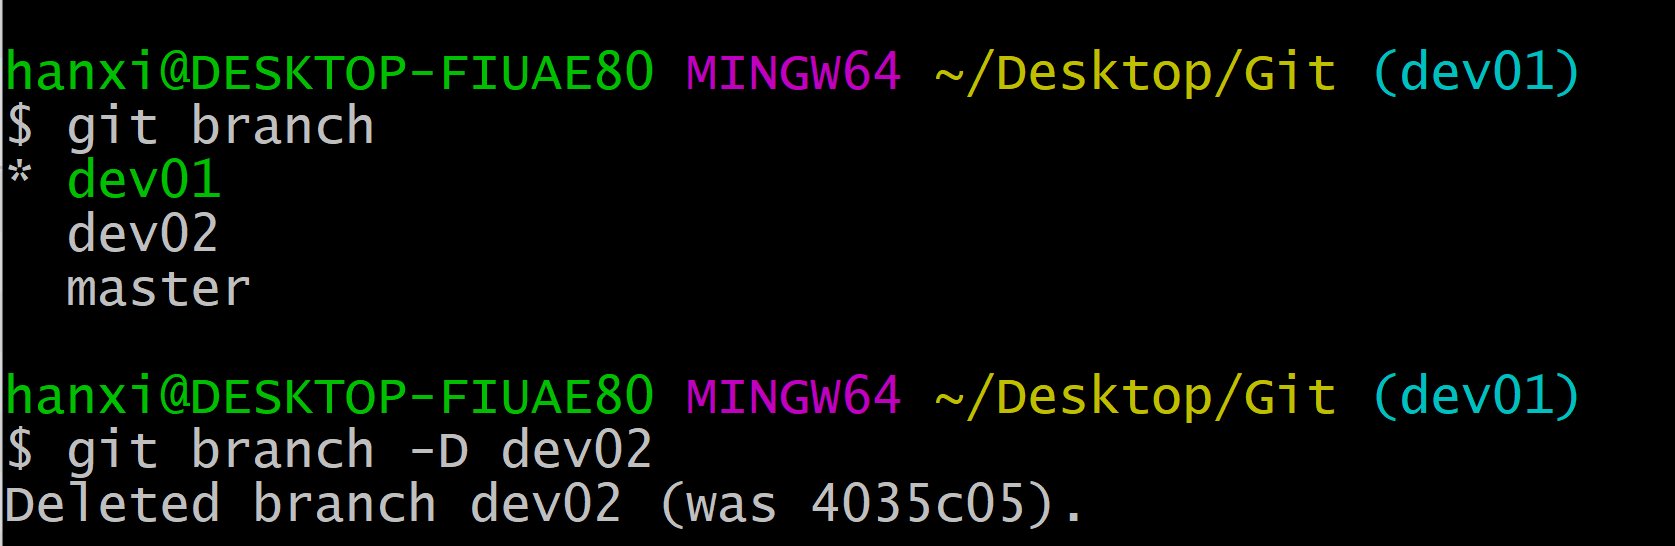 hanxi@DESKTOP-FIUAE80 MINGW64 ~/Desktop/Git (dev01)
$ git branch
* dev01
  dev02
  master
hanxi@DESKTOP-FIUAE80 MINGW64 ~/Desktop/Git (dev01)
$ git branch -D dev02
Deleted branch dev02 (was 4035c05).